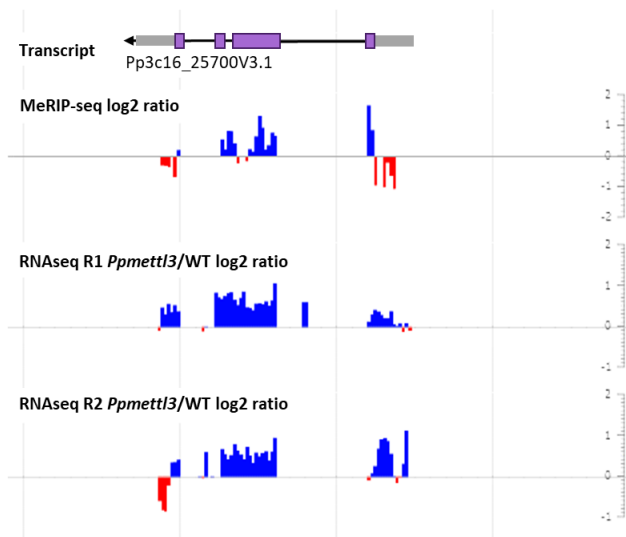 Transcript
Pp3c16_25700V3.1
MeRIP-seq log2 ratio
2
1
0
-1
-2
RNAseq R1 Ppmettl3/WT log2 ratio
2
1
0
-1
RNAseq R2 Ppmettl3/WT log2 ratio
2
1
0
-1